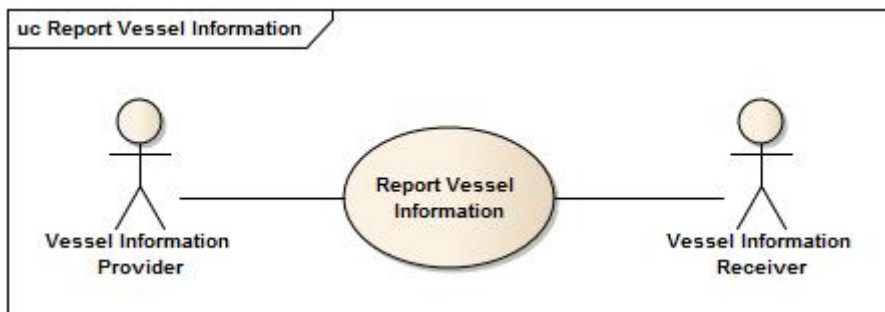 uc Report Vessel Information
Report Vessel
Information
Vessel Information
Provider
Vessel Information
Receiver